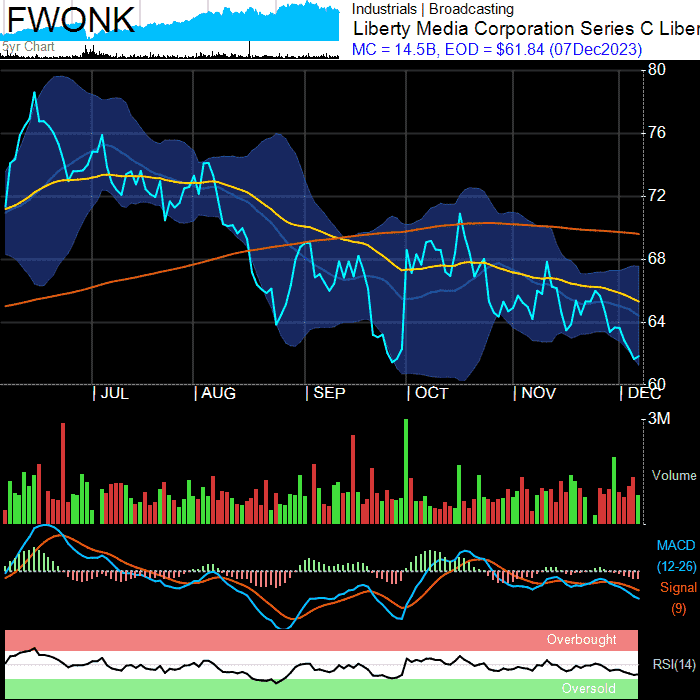 FWONK
5yr Chart
Industrials | Broadcasting
Liberty Media Corporation Series C Liber
MC = 14.5B, EOD = $61.84 (07Dec2023)
80
76
72
68
64
60
| JUL | AUG | SEP | OCT | NOV | DEC
3M
Volume
MACD
(12-26)
Signal
(9)
Overbought
RSI(14)
Oversold